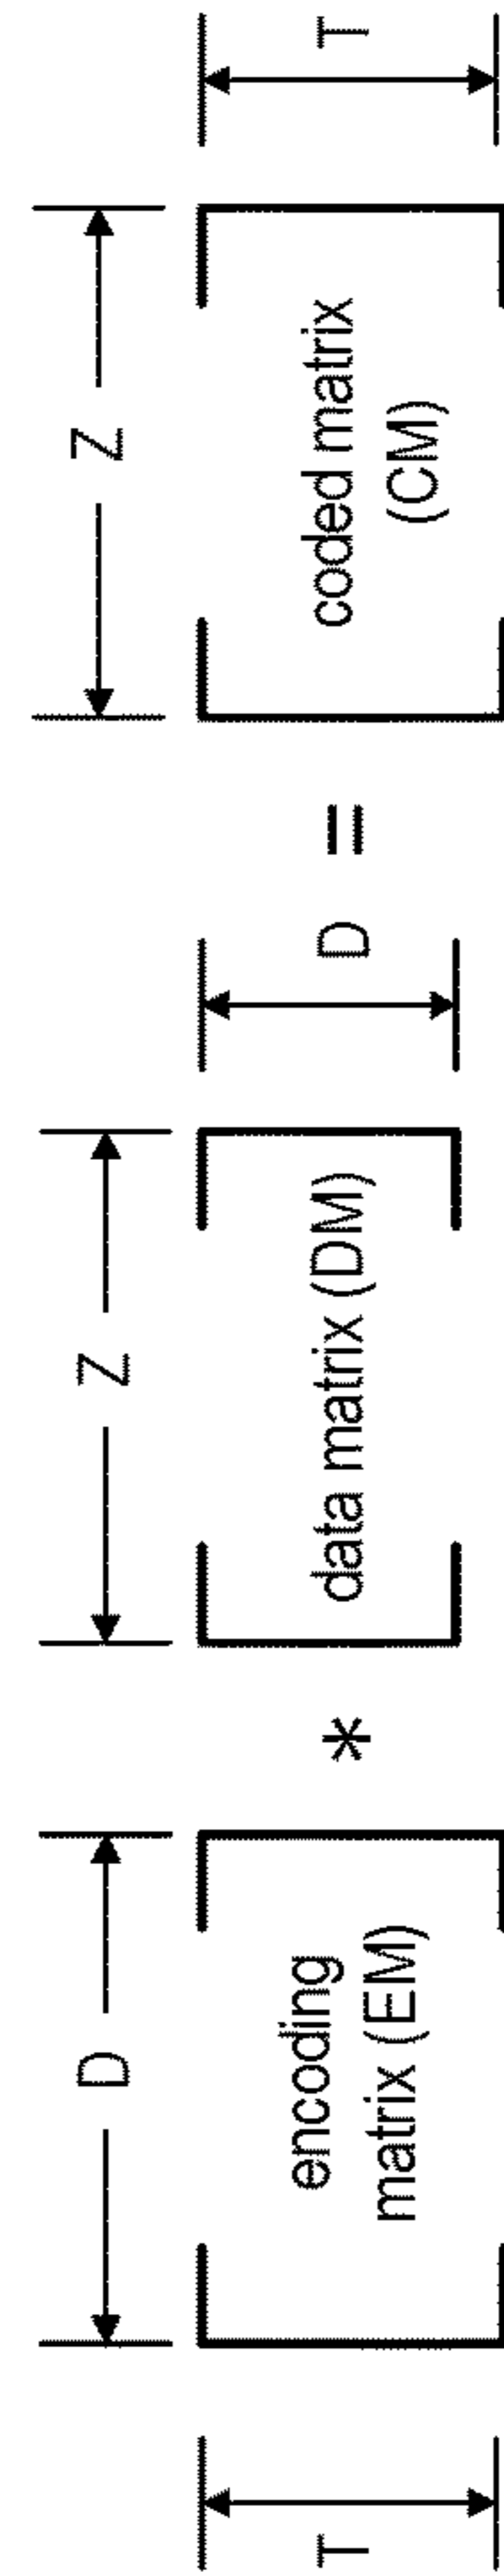 T
D
encoding
matrix (EM)
*
Z
data matrix (DM)
D
=
Z
coded matrix
(CM)
T